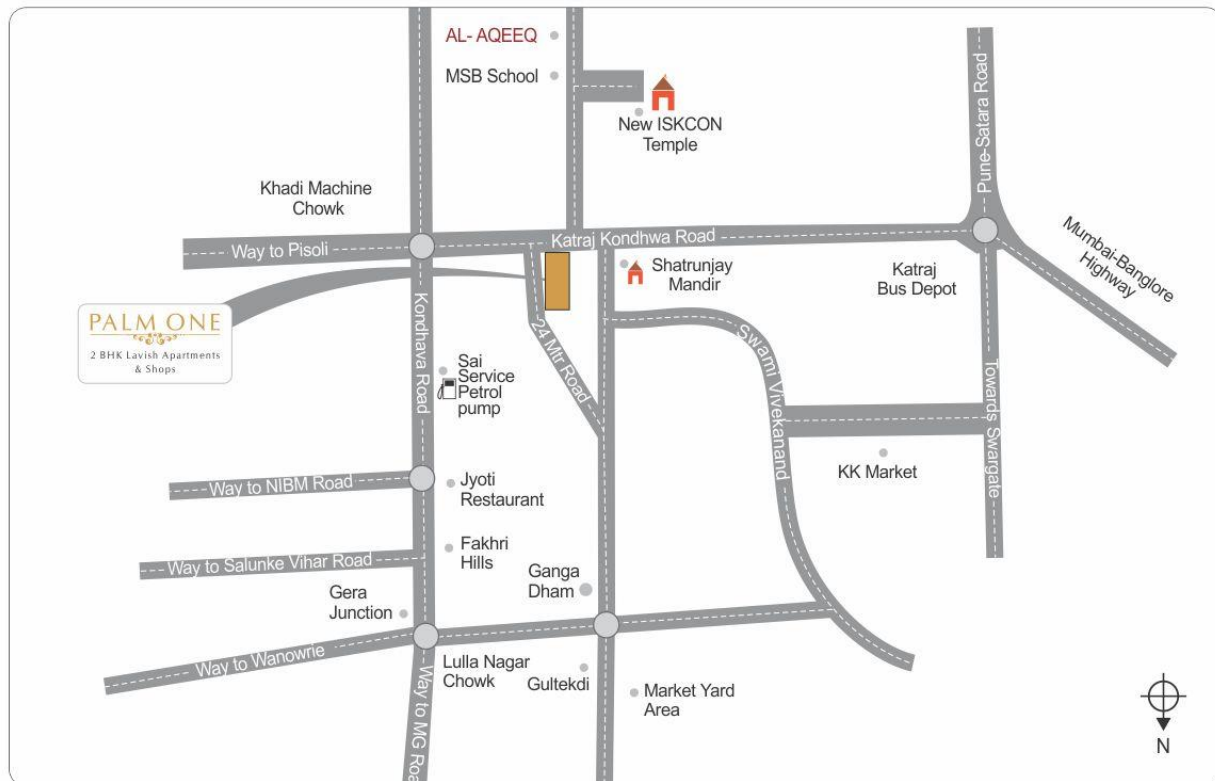 AL- AQEEQ
MSB School
New ISKCON
Temple
Pune-Satara Road
Khadi Machine
Chowk
Way to Pisoli
Katraj Kondhwa Road
Mumbai-Banglore
Highway
Shatrunjay
Mandir
Katraj
Bus Depot
PALM ONE
2 BHK Lavish Apartments
& Shops
Kondhava Road
24 Mtr Road
Swami Vivekanand
Towards Swargate
Sai
Service
Petrol
pump
KK Market
Way to NIBM Road
Jyoti
Restaurant
Way to Salunke Vihar Road
Fakhri
Hills
Ganga
Dham
Gera
Junction
Way to Wanowrie
Lulla Nagar
Chowk
Gultekdi
Way to MG Roa
Market Yard
Area
N